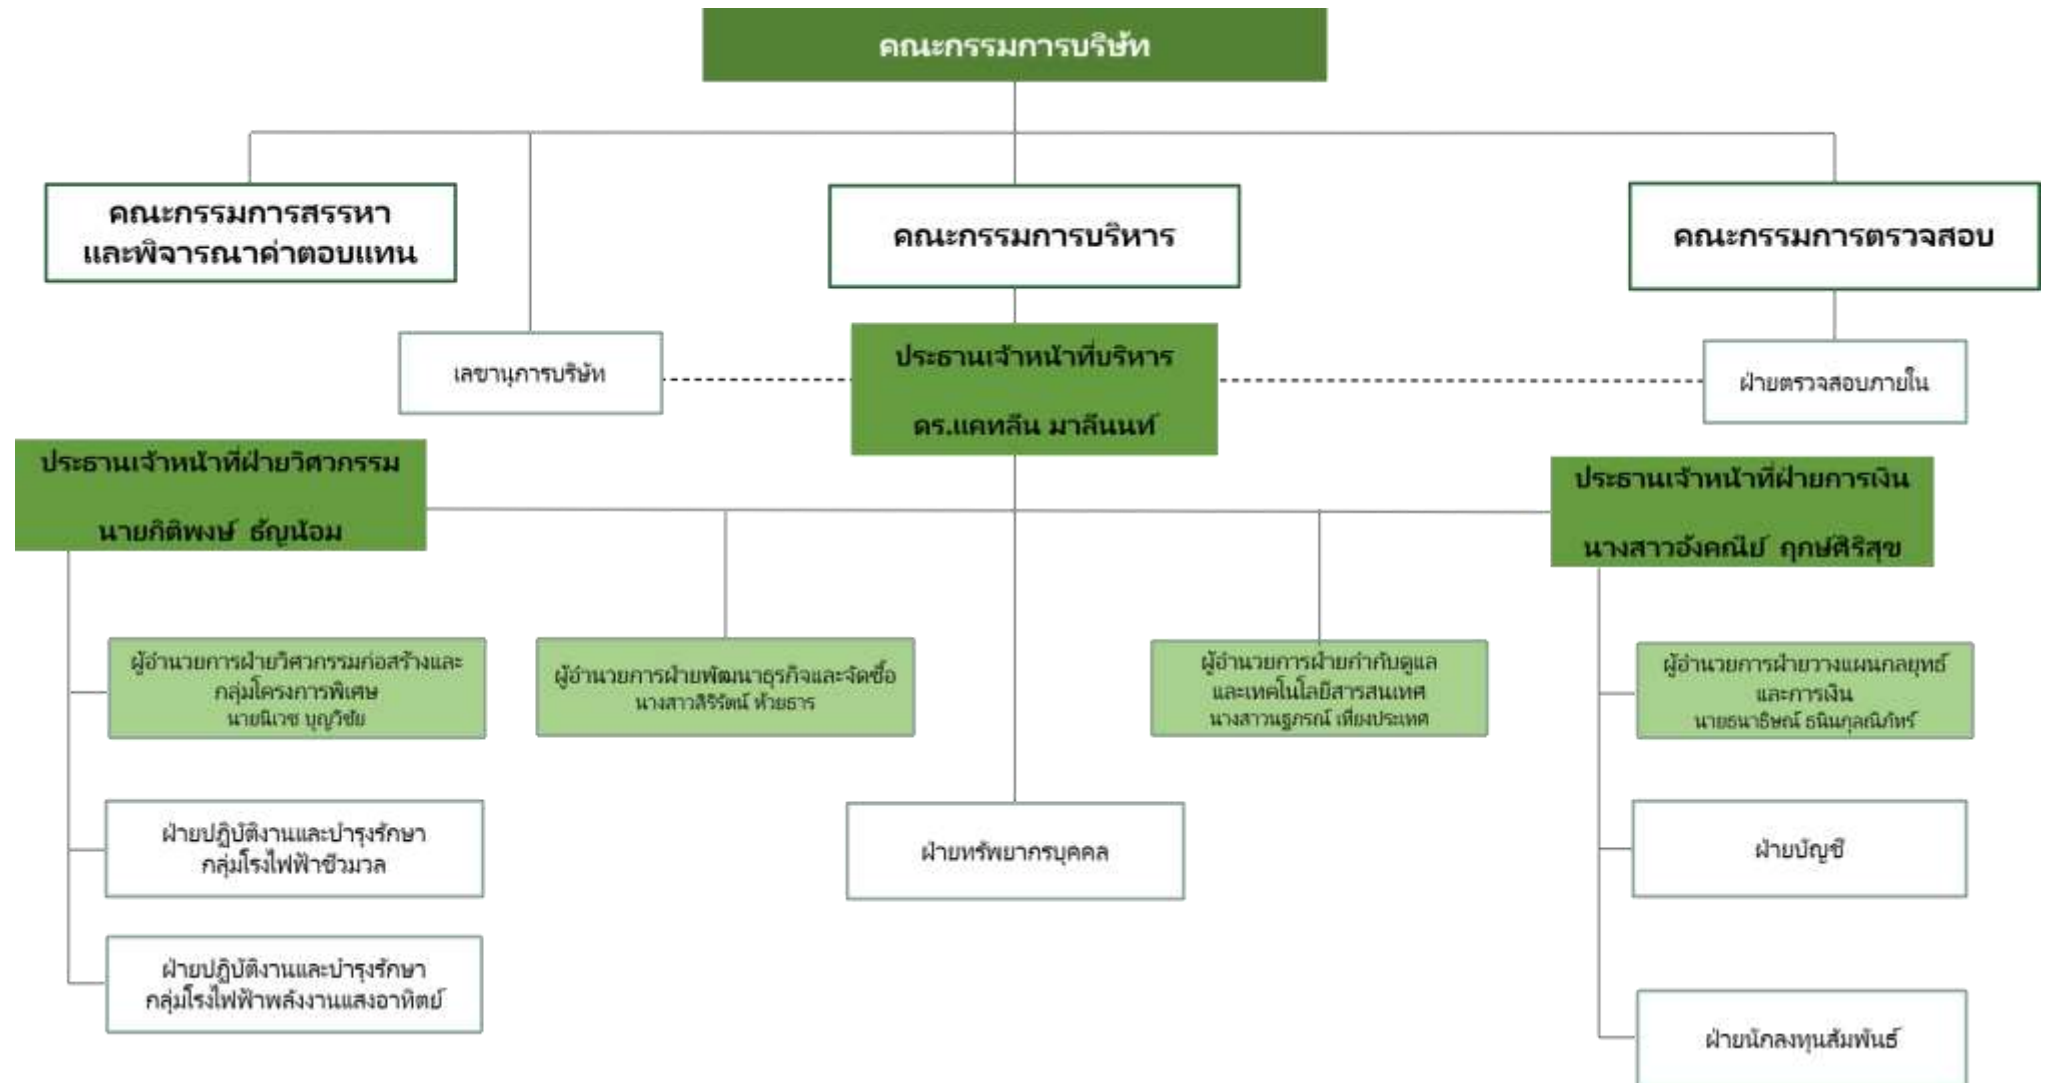 คณะกรรมการบริษัท
คณะกรรมการสรรหา
และพิจารณาค่าตอบแทน
คณะกรรมการบริหาร
คณะกรรมการตรวจสอบ
เลขานุการบริษัท
ประธานเจ้าหน้าที่บริหาร
ดร.แคทลีน มาลีนนท์
ฝ่ายตรวจสอบภายใน
ประธานเจ้าหน้าที่ฝ่ายวิศวกรรม
นายกิติพงษ์ ธัญน้อม
ประธานเจ้าหน้าที่ฝ่ายการเงิน
นางสาวอังคณีย์ ฤกษ์ศิริสุข
ผู้อำนวยการฝ่ายวิศวกรรมก่อสร้างและ
กลุ่มโครงการพิเศษ
นายนิเวช บุญวิชัย
ผู้อำนวยการฝ่ายพัฒนาธุรกิจและจัดซื้อ
นางสาวสิริรัตน์ ห้วยธาร
ผู้อำนวยการฝ่ายกำกับดูแล
และเทคโนโลยีสารสนเทศ
นางสาวนฐภรณ์ เที่ยงประเทศ
ผู้อำนวยการฝ่ายวางแผนกลยุทธ์
และการเงิน
นายธนาธิษณ์ ธนินกุลณิภัทร์
ฝ่ายปฏิบัติงานและบำรุงรักษา
กลุ่มโรงไฟฟ้าชีวมวล
ฝ่ายทรัพยากรบุคคล
ฝ่ายบัญชี
ฝ่ายปฏิบัติงานและบำรุงรักษา
กลุ่มโรงไฟฟ้าพลังงานแสงอาทิตย์
ฝ่ายนักลงทุนสัมพันธ์